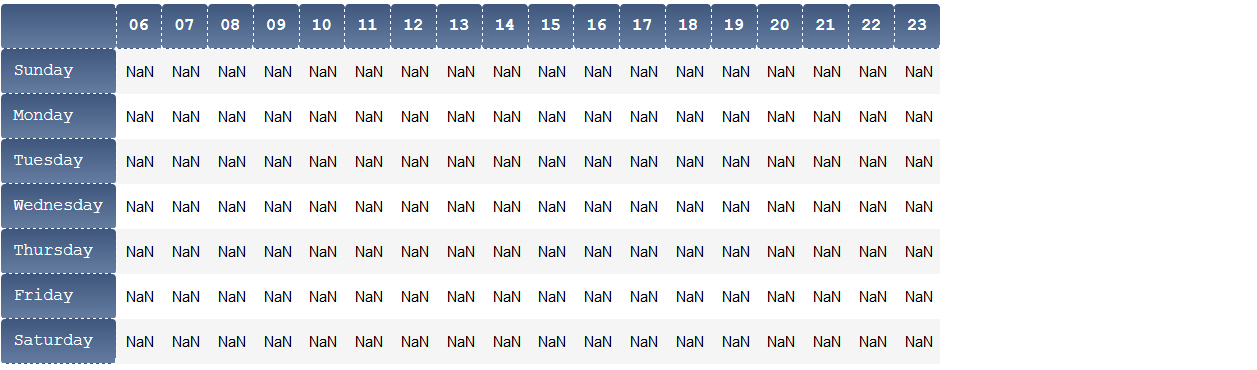 06 07 08 09 10 11 12 13 14 15 16 17 18 19 20 21 22 23
Sunday NaN NaN NaN NaN NaN NaN NaN NaN NaN NaN NaN NaN NaN NaN NaN NaN NaN NaN
Monday NaN NaN NaN NaN NaN NaN NaN NaN NaN NaN NaN NaN NaN NaN NaN NaN NaN NaN
Tuesday NaN NaN NaN NaN NaN NaN NaN NaN NaN NaN NaN NaN NaN NaN NaN NaN NaN NaN
Wednesday NaN NaN NaN NaN NaN NaN NaN NaN NaN NaN NaN NaN NaN NaN NaN NaN NaN NaN
Thursday NaN NaN NaN NaN NaN NaN NaN NaN NaN NaN NaN NaN NaN NaN NaN NaN NaN NaN
Friday NaN NaN NaN NaN NaN NaN NaN NaN NaN NaN NaN NaN NaN NaN NaN NaN NaN NaN
Saturday NaN NaN NaN NaN NaN NaN NaN NaN NaN NaN NaN NaN NaN NaN NaN NaN NaN NaN